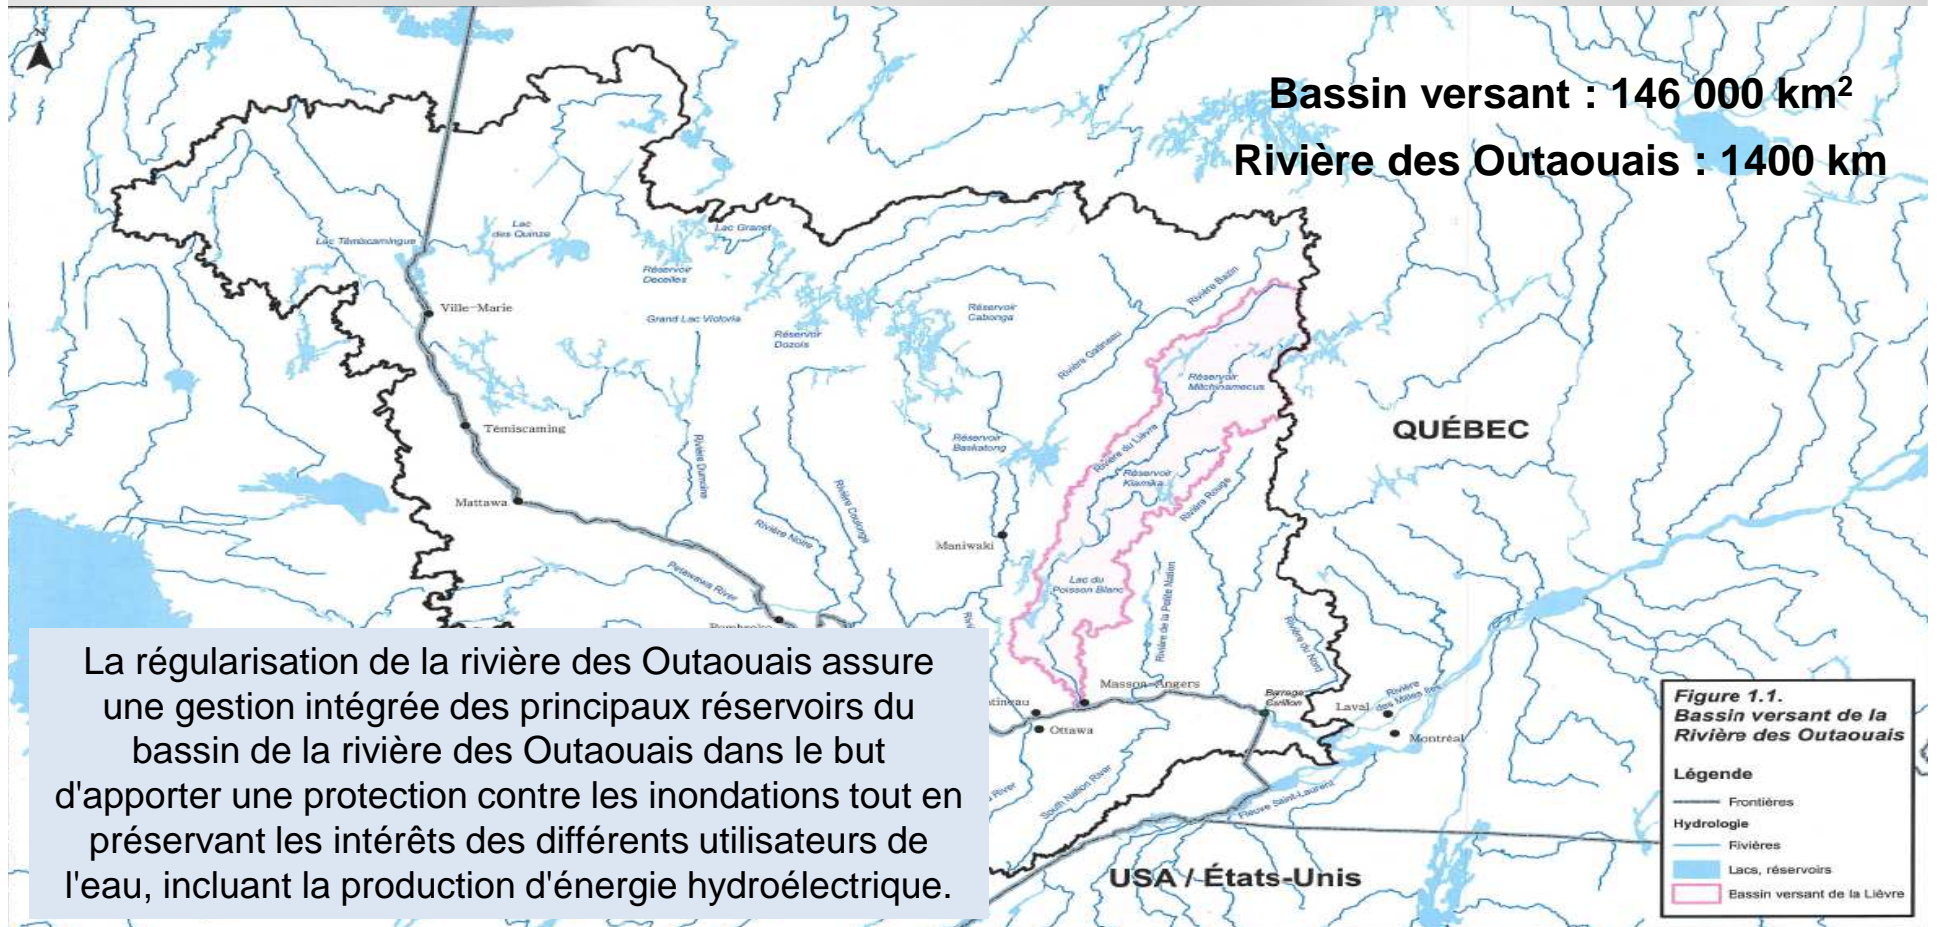 N
Bassin versant : 146 000 km²
Rivière des Outaouais : 1400 km
Lac
des Quinze
Lac Témiscamingue
Lac Granet
Réservoir
Decelles
Grand Lac Victoria
Réservoir
Dozois
Réservoir
Cabonga
Rivière Bazin
Rivière Gatineau
Ville-Marie
Réservoir
Mitchinamecus
Témiscaming
QUÉBEC
Réservoir
Baskatong
Rivière du Lièvre
Réservoir
Kiamika
Rivière Rouge
Rivière Dumoine
Rivière Coulonge
Mattawa
Rivière Noire
Maniwaki
Petawawa River
Lac du
Poisson Blanc
Rivière de la Petite Nation
Rivière du Nord
Pembroke
Masson-Angers
Barrage
Carillon
Laval
Rivière
des Milles Iles
Montréal
tineau
Ottawa
River
South Nation River
Fleuve Saint-Laurent
USA / États-Unis
La régularisation de la rivière des Outaouais assure
une gestion intégrée des principaux réservoirs du
bassin de la rivière des Outaouais dans le but
d'apporter une protection contre les inondations tout en
préservant les intérêts des différents utilisateurs de
l'eau, incluant la production d'énergie hydroélectrique.
Figure 1.1.
Bassin versant de la
Rivière des Outaouais
Légende
Frontières
Hydrologie
Rivières
Lacs, réservoirs
Bassin versant de la Lièvre